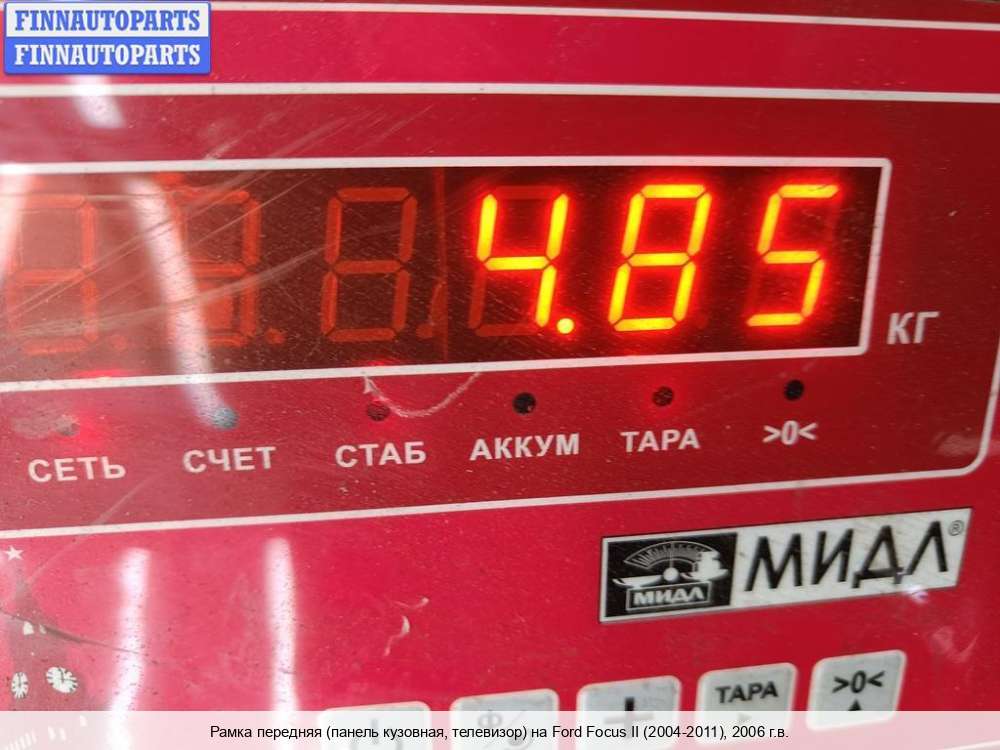 FINNAUTOPARTS
FINNAUTOPARTS
4.85
КГ
СЕТЬ СЧЕТ СТАБ АККУМ ТАРА >0<
МИДЛ МИДЛ®
ТАРА >0<
Рамка передняя (панель кузовная, телевизор) на Ford Focus II (2004-2011), 2006 г.в.